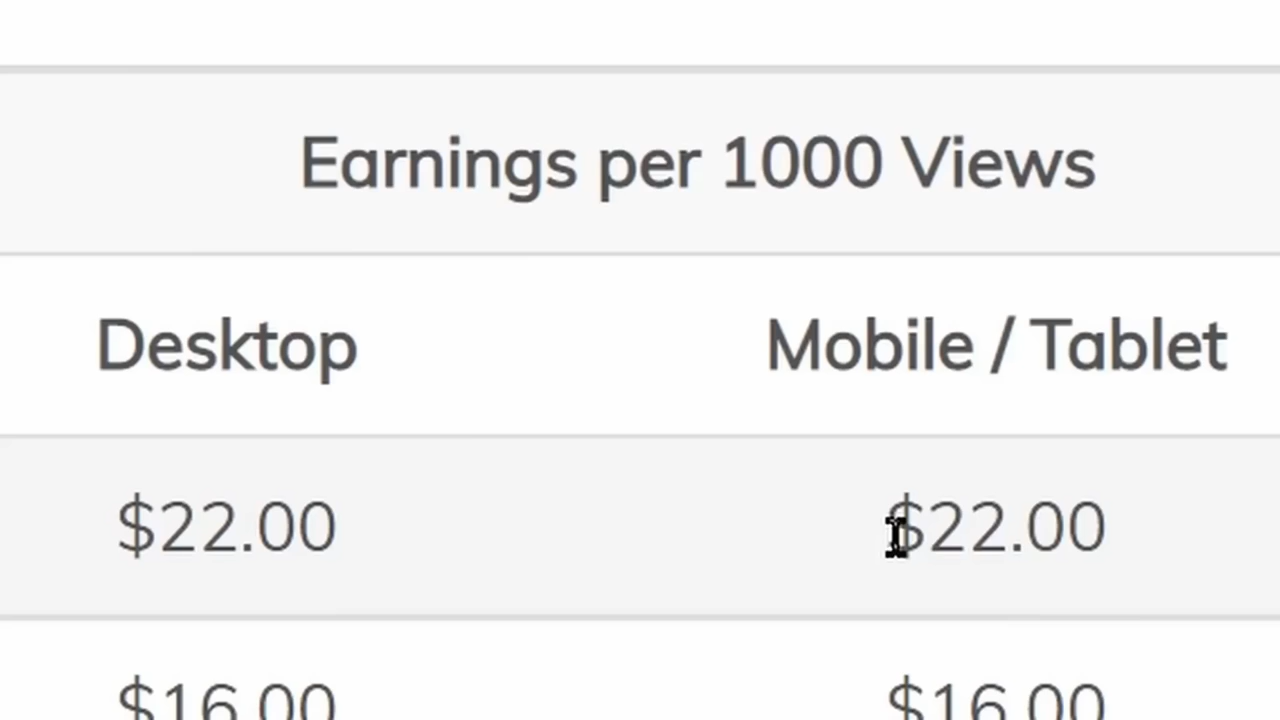 Earnings per 1000 Views
Desktop Mobile / Tablet
$22.00 $22.00
$16.00 $16.00